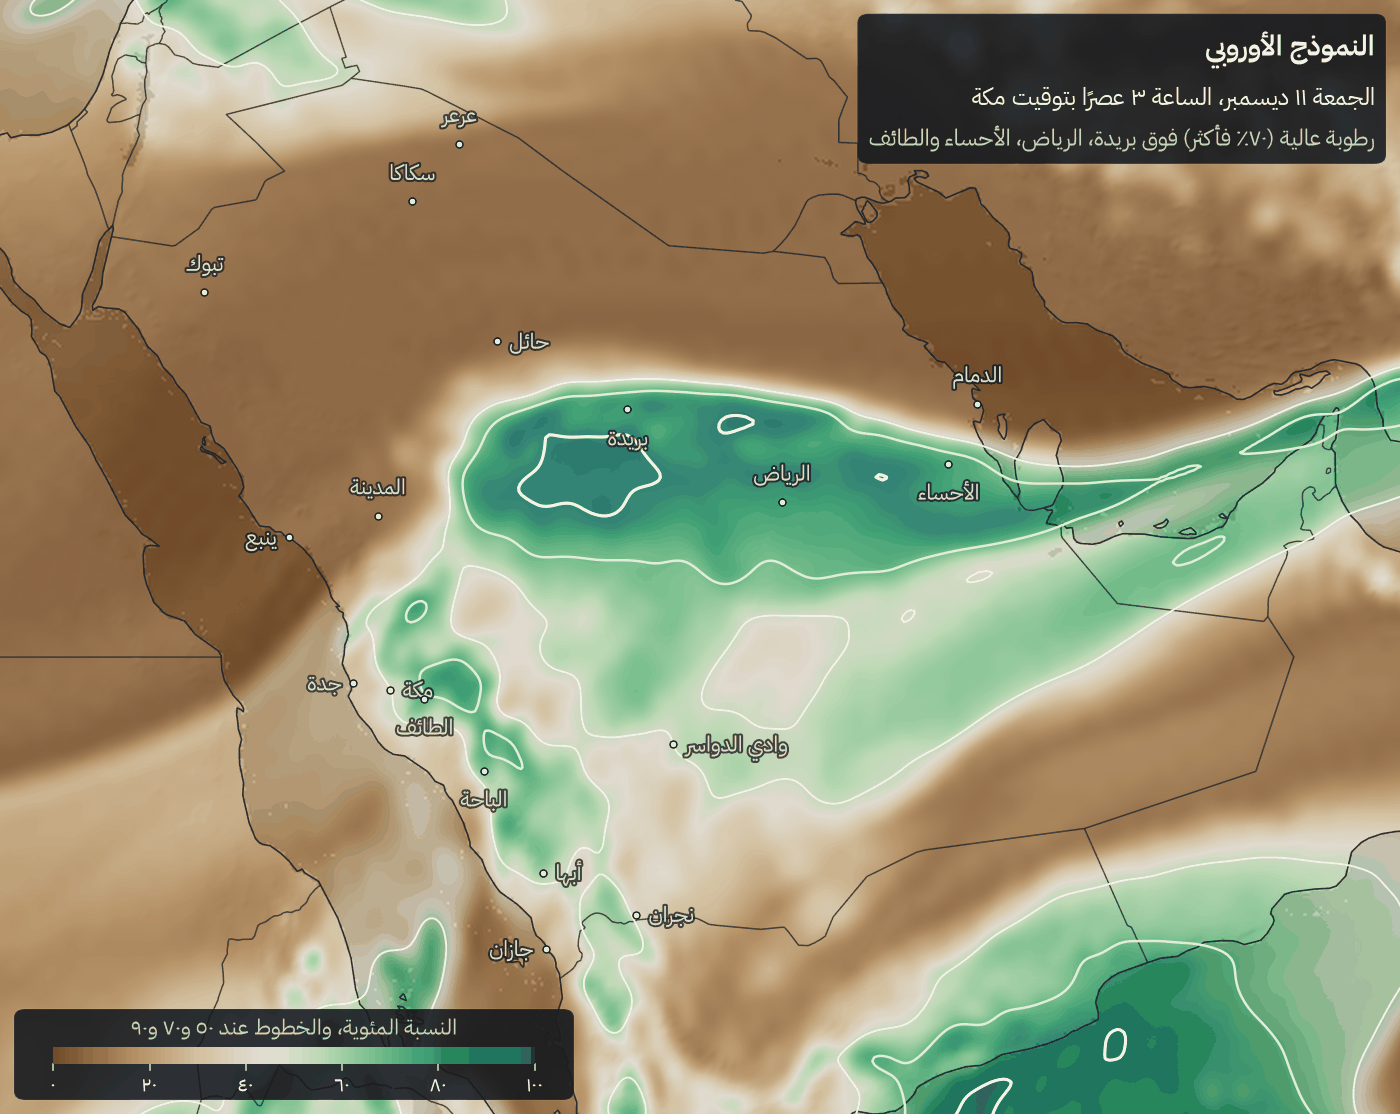 النموذج الأوروبي
الجمعة ١١ ديسمبر، الساعة ٣ عصرًا بتوقيت مكة
رطوبة عالية (٧٠٪ فأكثر) فوق بريدة، الرياض، الأحساء والطائف
عرعر
سكاكا
تبوك
حائل
الدمام
بريدة
الرياض
الأحساء
المدينة
ينبع
جدة
مكة
الطائف
وادي الدواسر
الباحة
أبها
نجران
جازان
النسبة المئوية، والخطوط عند ٥٠ و٧٠ و٩٠
٠ ٢٠ ٤٠ ٦٠ ٨٠ ١٠٠